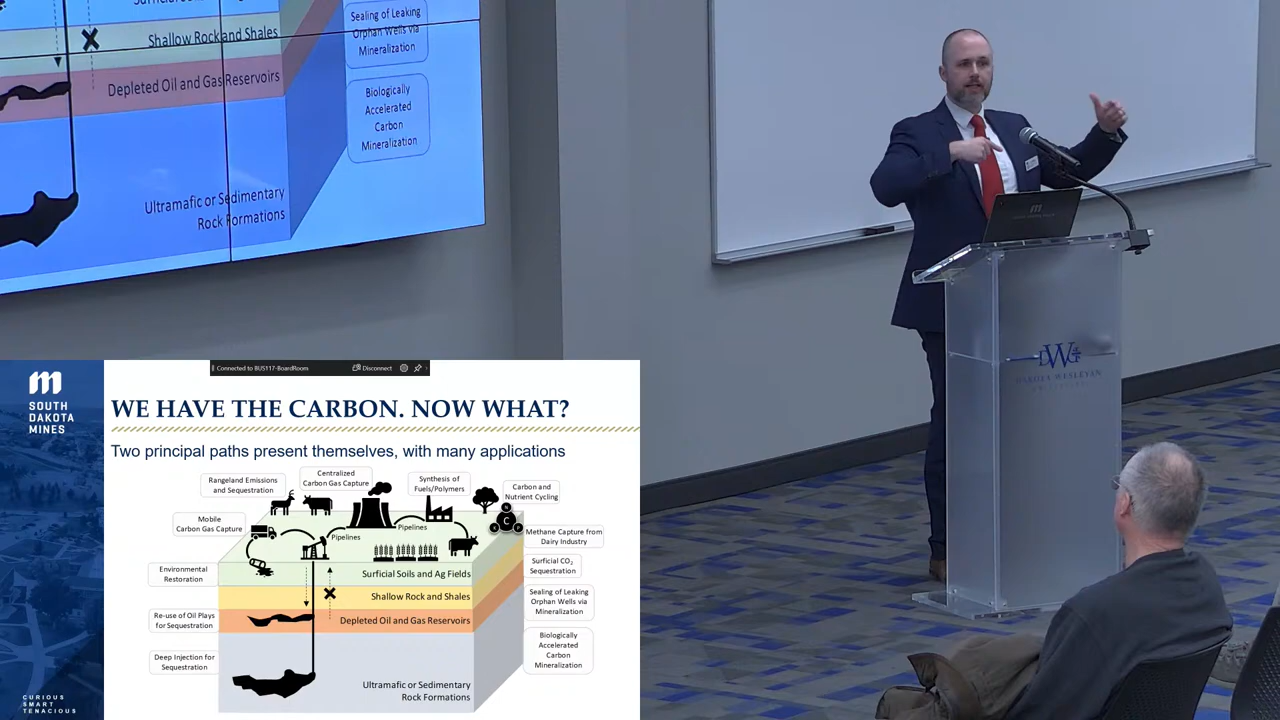 Shallow Rock and Shales
Depleted Oil and Gas Reservoirs
Ultramafic or Sedimentary
Rock Formations
Sealing of Leaking
Orphan Wells via
Mineralization
Biologically
Accelerated
Carbon
Mineralization
DWU
DAKOTA WESLEYAN
UNIVERSITY
Connected to BUS117-BoardRoom
Disconnect
SOUTH
DAKOTA
MINES
CURIOUS
SMART
TENACIOUS
WE HAVE THE CARBON. NOW WHAT?
Two principal paths present themselves, with many applications
Rangeland Emissions
and Sequestration
Centralized
Carbon Gas Capture
Synthesis of
Fuels/Polymers
Carbon and
Nutrient Cycling
Mobile
Carbon Gas Capture
Pipelines
Pipelines
C
Methane Capture from
Dairy Industry
Environmental
Restoration
Surficial Soils and Ag Fields
Surficial CO₂
Sequestration
Shallow Rock and Shales
Sealing of Leaking
Orphan Wells via
Mineralization
Re-use of Oil Plays
for Sequestration
Depleted Oil and Gas Reservoirs
Biologically
Accelerated
Carbon
Mineralization
Deep Injection for
Sequestration
Ultramafic or Sedimentary
Rock Formations